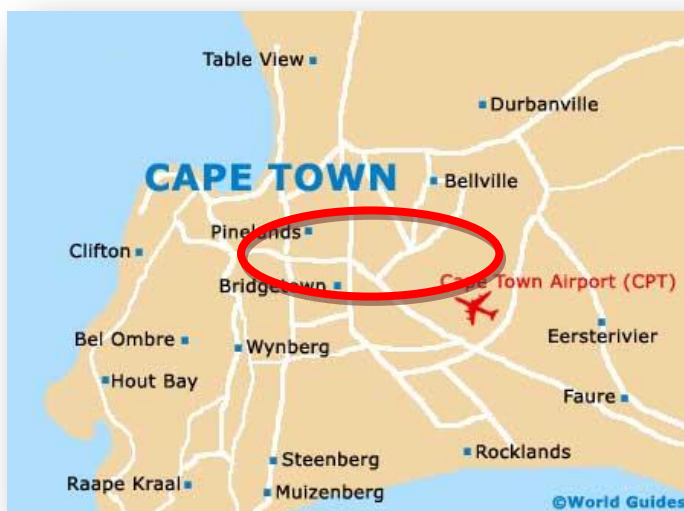 Table View
Durbanville
CAPE TOWN
Bellville
Pinelands
Clifton
Bridgetown
Cape Town Airport (CPT)
Bel Ombre
Wynberg
Eersterivier
Hout Bay
Faure
Steenberg
Rocklands
Raape Kraal
Muizenberg
©World Guides